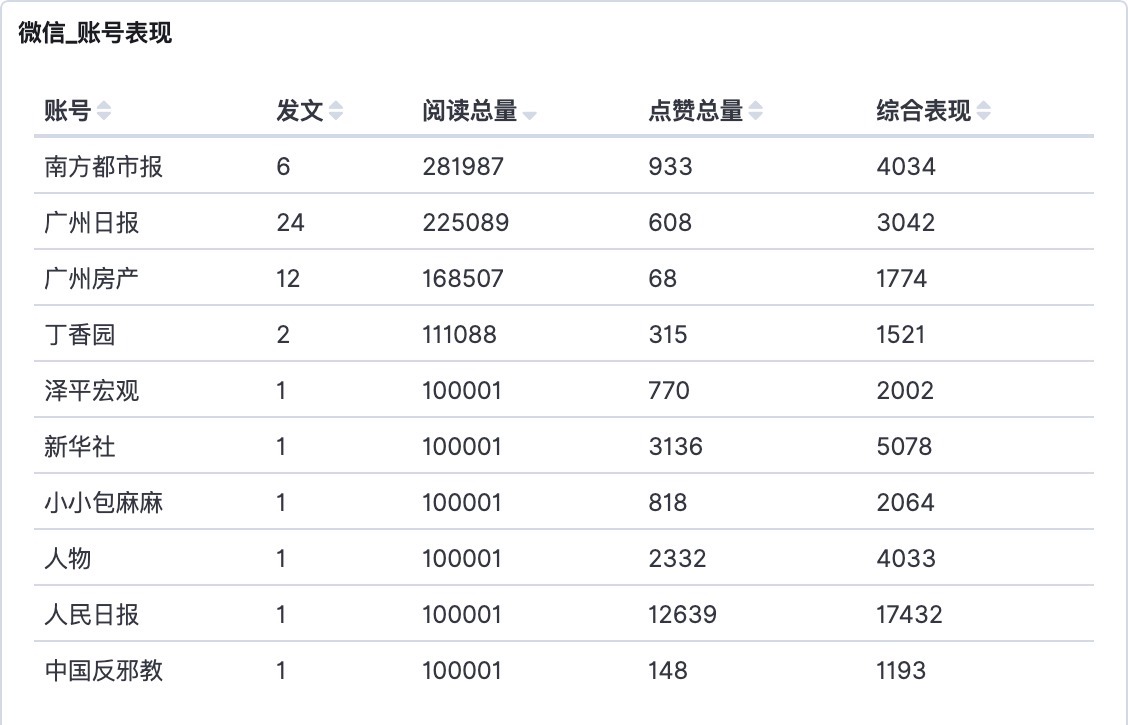 微信_账号表现
账号 发文 阅读总量 点赞总量 综合表现
南方都市报 6 281987 933 4034
广州日报 24 225089 608 3042
广州房产 12 168507 68 1774
丁香园 2 111088 315 1521
泽平宏观 1 100001 770 2002
新华社 1 100001 3136 5078
小小包麻麻 1 100001 818 2064
人物 1 100001 2332 4033
人民日报 1 100001 12639 17432
中国反邪教 1 100001 148 1193